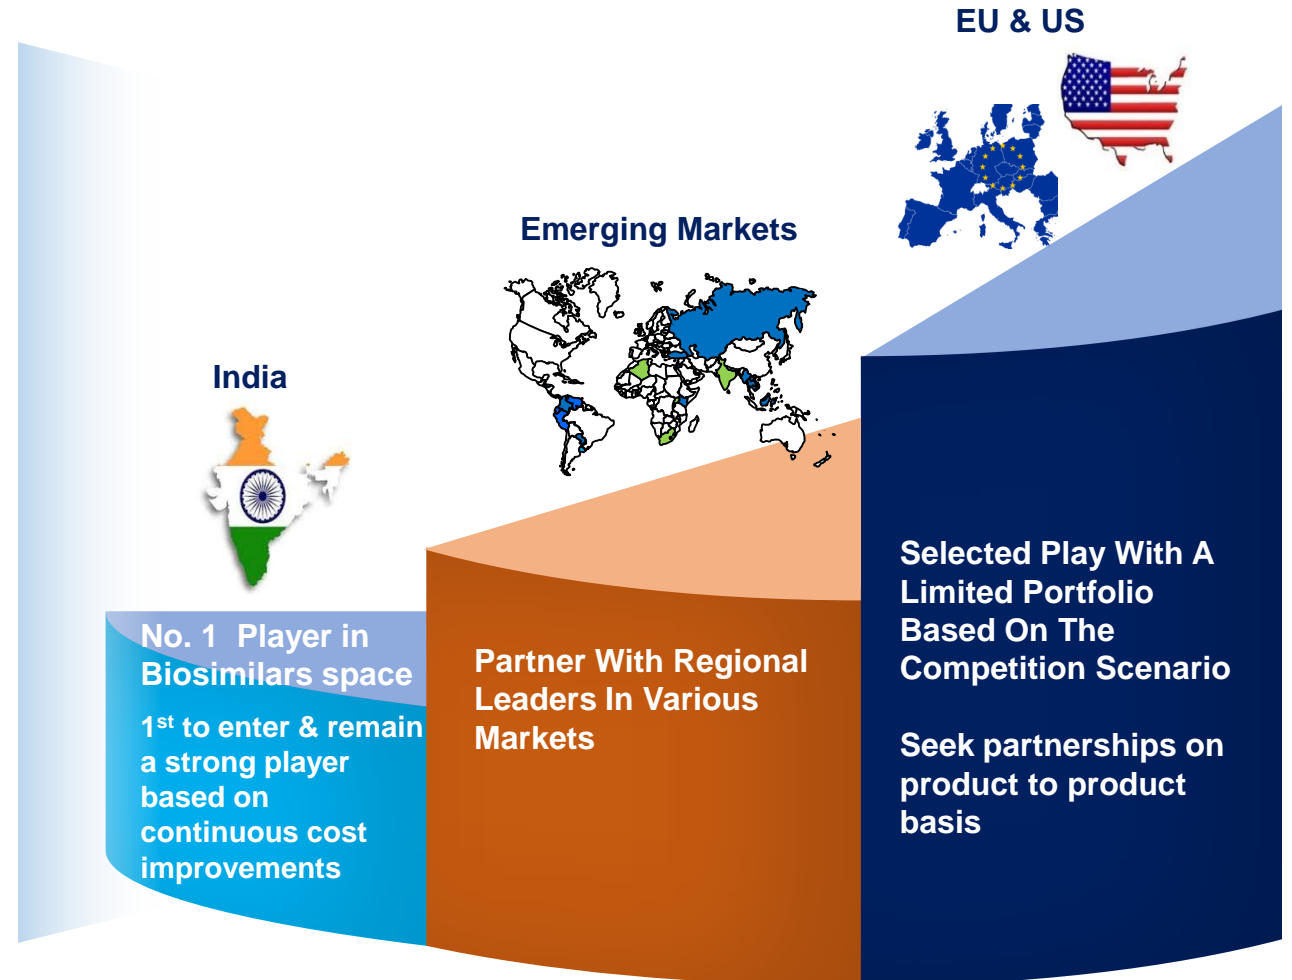 EU & US
Emerging Markets
India
No. 1 Player in
Biosimilars space
1st to enter & remain
a strong player
based on
continuous cost
improvements
Partner With Regional
Leaders In Various
Markets
Selected Play With A
Limited Portfolio
Based On The
Competition Scenario
Seek partnerships on
product to product
basis